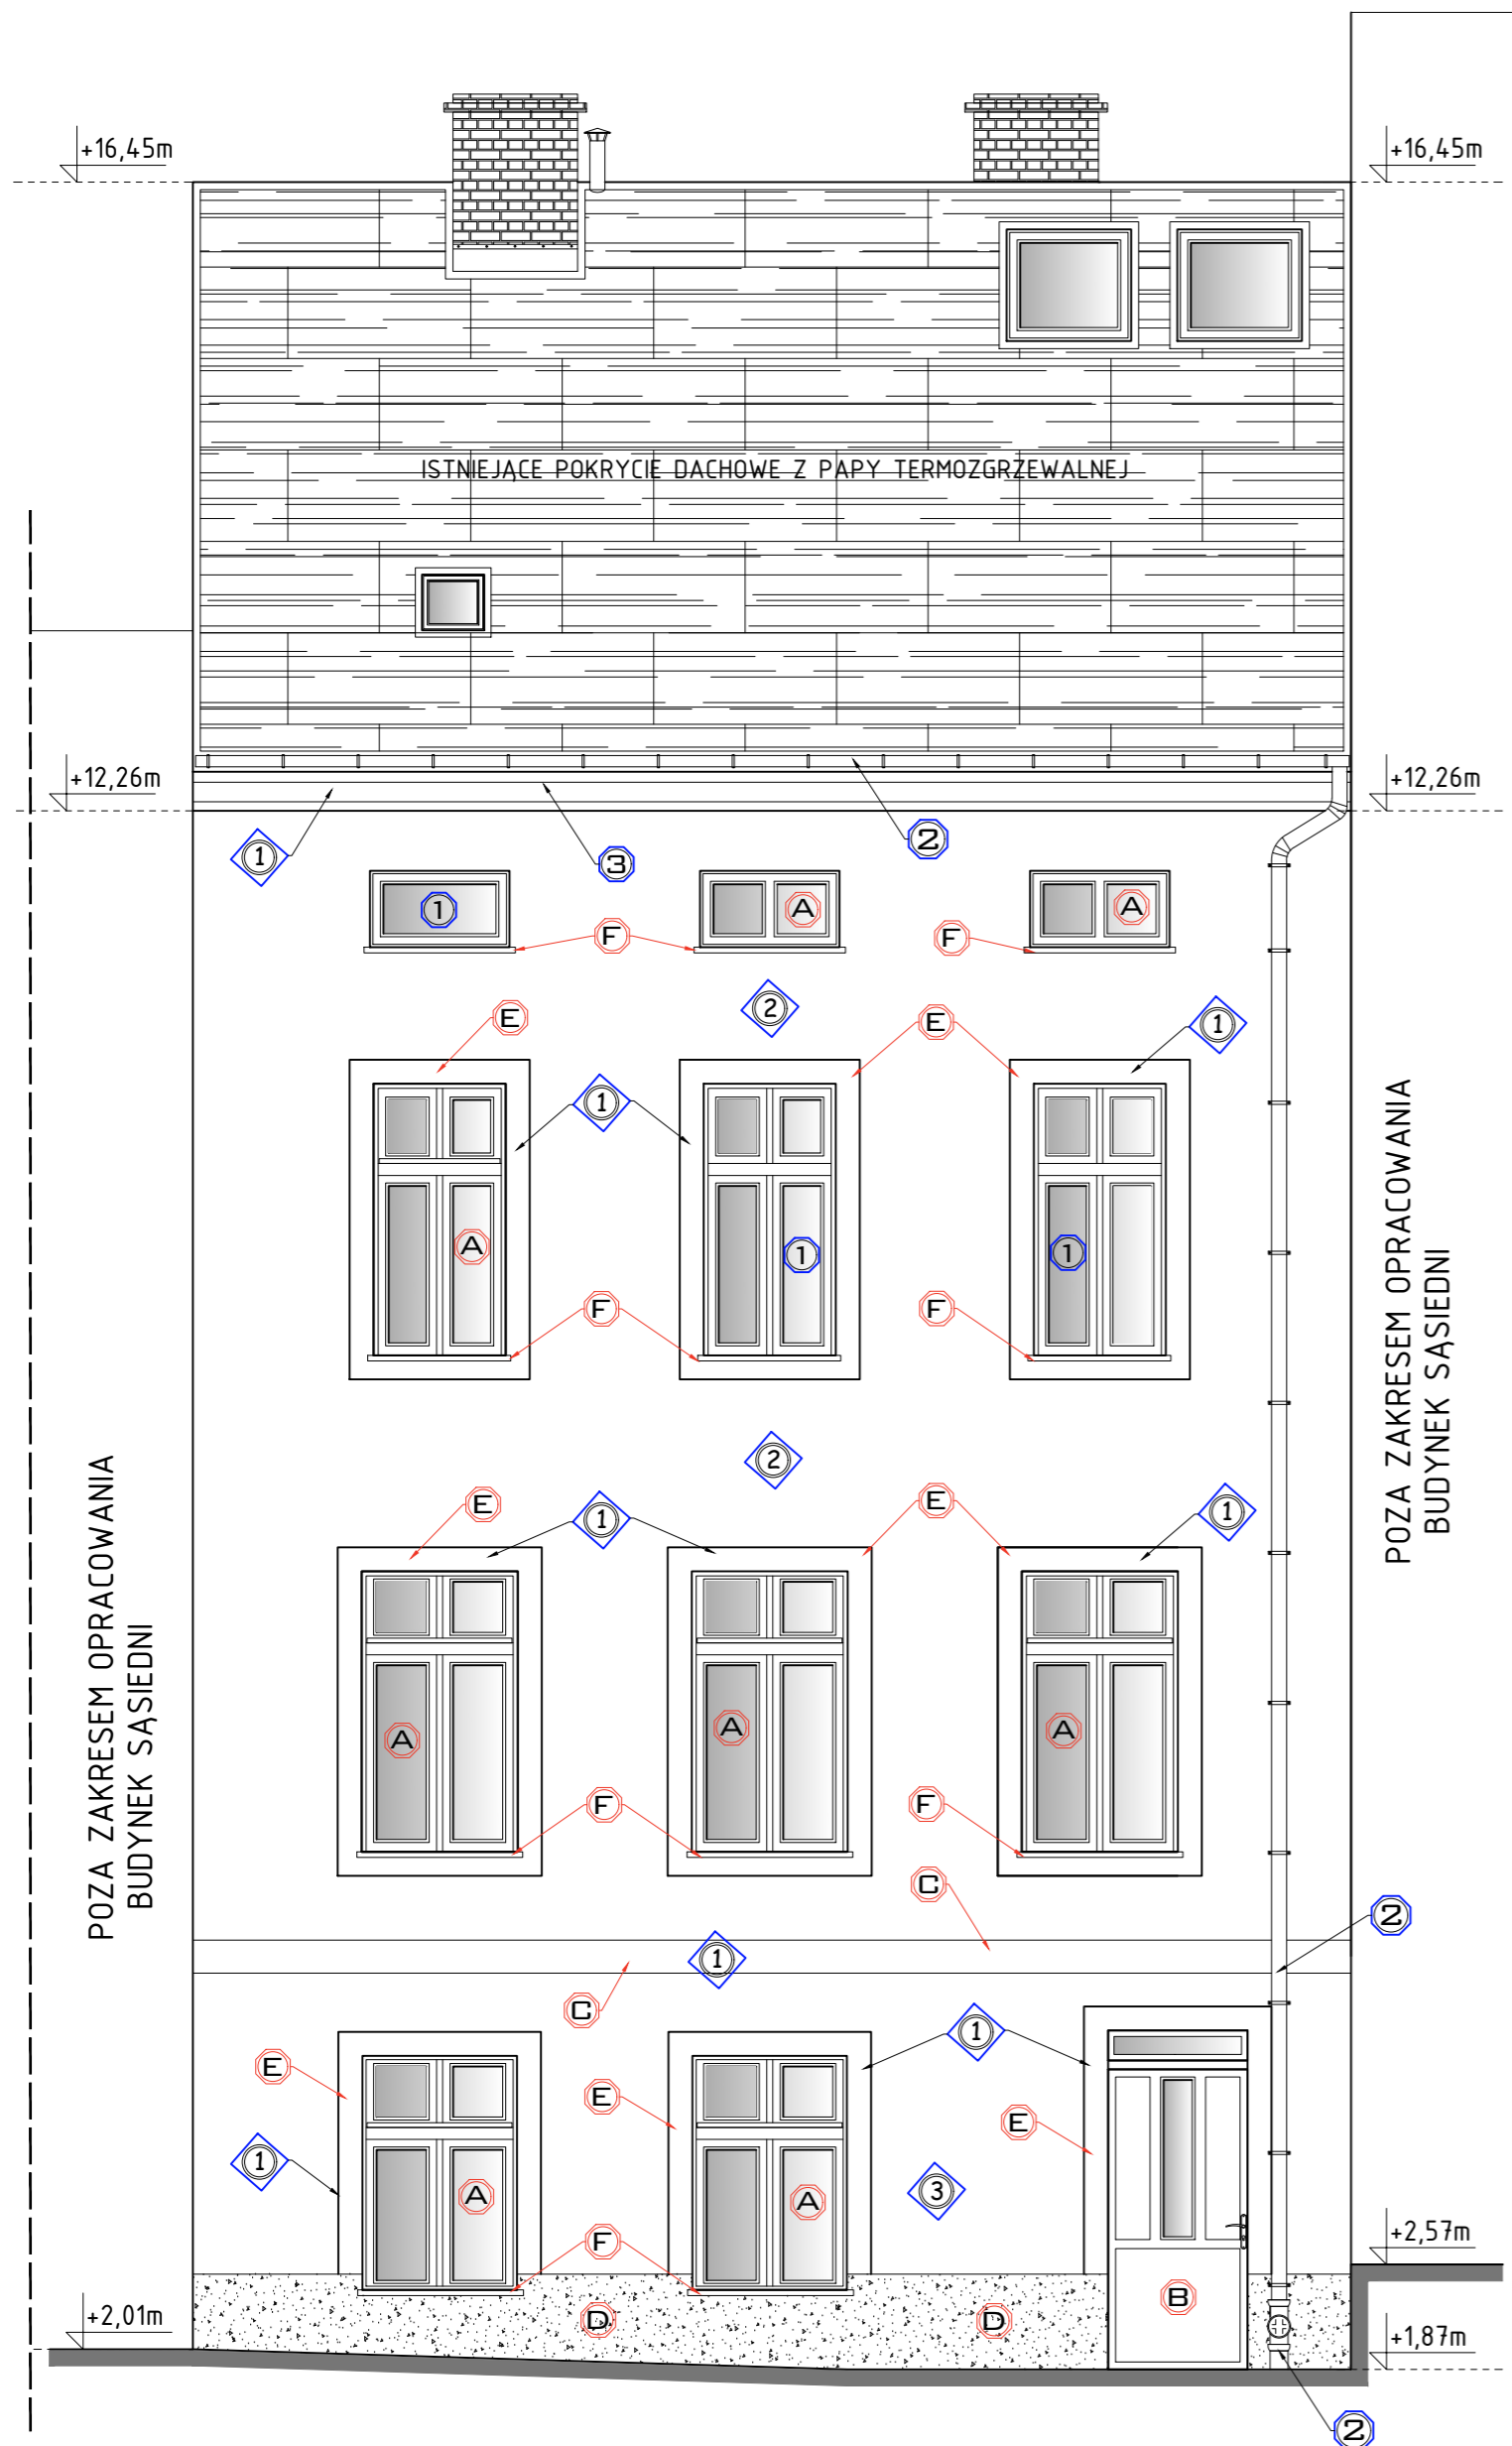 +16,45m
+16,45m
ISTNIEJĄCE POKRYCIE DACHOWE Z PAPY TERMOZGRZEWALNEJ
+12,26m
+12,26m
1
3
2
1
A
A
F
F
E
2
E
1
1
A
1
1
F
F
POZA ZAKRESEM OPRACOWANIA
BUDYNEK SĄSIEDNI
2
E
1
E
1
POZA ZAKRESEM OPRACOWANIA
BUDYNEK SĄSIEDNI
A
A
A
F
F
C
2
1
C
1
E
E
E
1
A
A
3
F
+2,57m
B
D
D
+2,01m
+1,87m
2